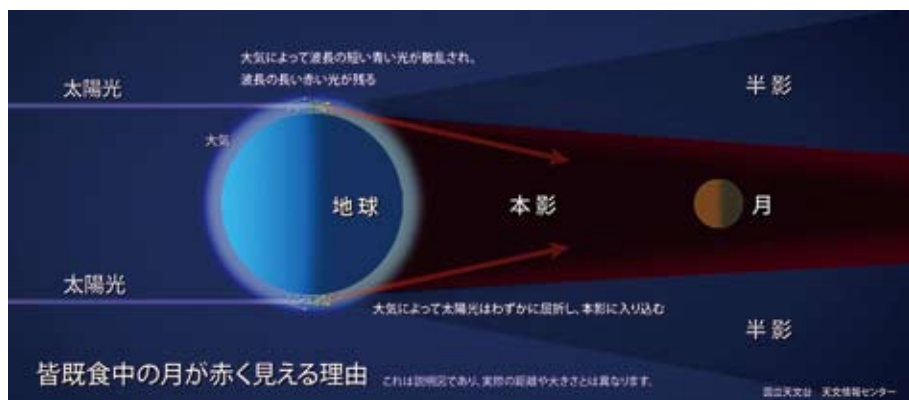 大気によって波長の短い青い光が散乱され、
波長の長い赤い光が残る
太陽光
半影
大気
地球
本影
月
太陽光
大気によって太陽光はわずかに屈折し、本影に入り込む
半影
皆既食中の月が赤く見える理由
これは説明図であり、実際の距離や大きさとは異なります。
国立天文台 天文情報センター